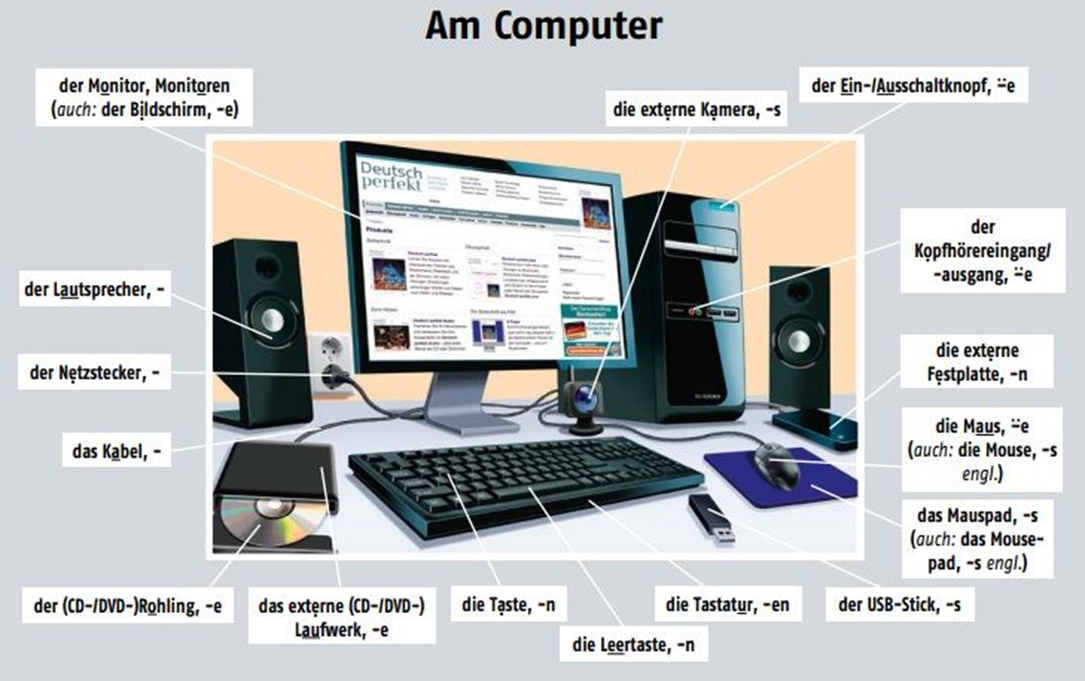 Am Computer
der Monitor, Monitoren
(auch: der Bildschirm, -e)
die externe Kamera, -s
der Ein-/Ausschaltknopf, ⸚e
der
Kopfhörereingang/
-ausgang, ⸚e
der Lautsprecher, -
der Netzstecker, -
das Kabel, -
die externe
Festplatte, -n
die Maus, ⸚e
(auch: die Mouse, -s
engl.)
das Mauspad, -s
(auch: das Mouse-
pad, -s engl.)
der (CD-/DVD-)Rohling, -e
das externe (CD-/DVD-)
Laufwerk, -e
die Taste, -n
die Leertaste, -n
die Tastatur, -en
der USB-Stick, -s
Deutsch
perfekt
Produkte